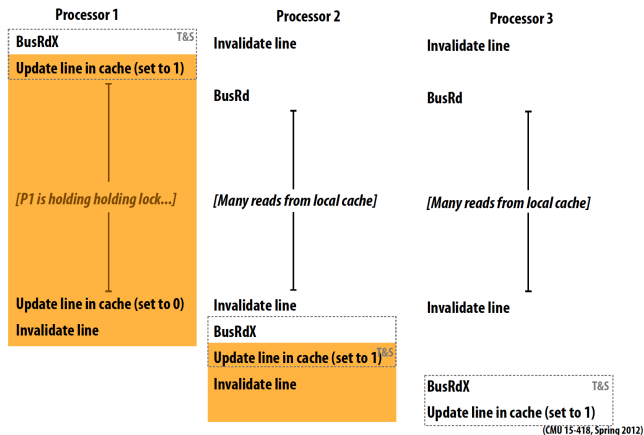 Processor 1
BusRdX
T&S
Update line in cache (set to 1)
[P1 is holding holding lock...]
Update line in cache (set to 0)
Invalidate line
Processor 2
Invalidate line
BusRd
[Many reads from local cache]
Invalidate line
BusRdX
Update line in cache (set to 1)
T&S
Invalidate line
Processor 3
Invalidate line
BusRd
[Many reads from local cache]
Invalidate line
BusRdX
T&S
Update line in cache (set to 1)
(CMU 15-418, Spring 2012)